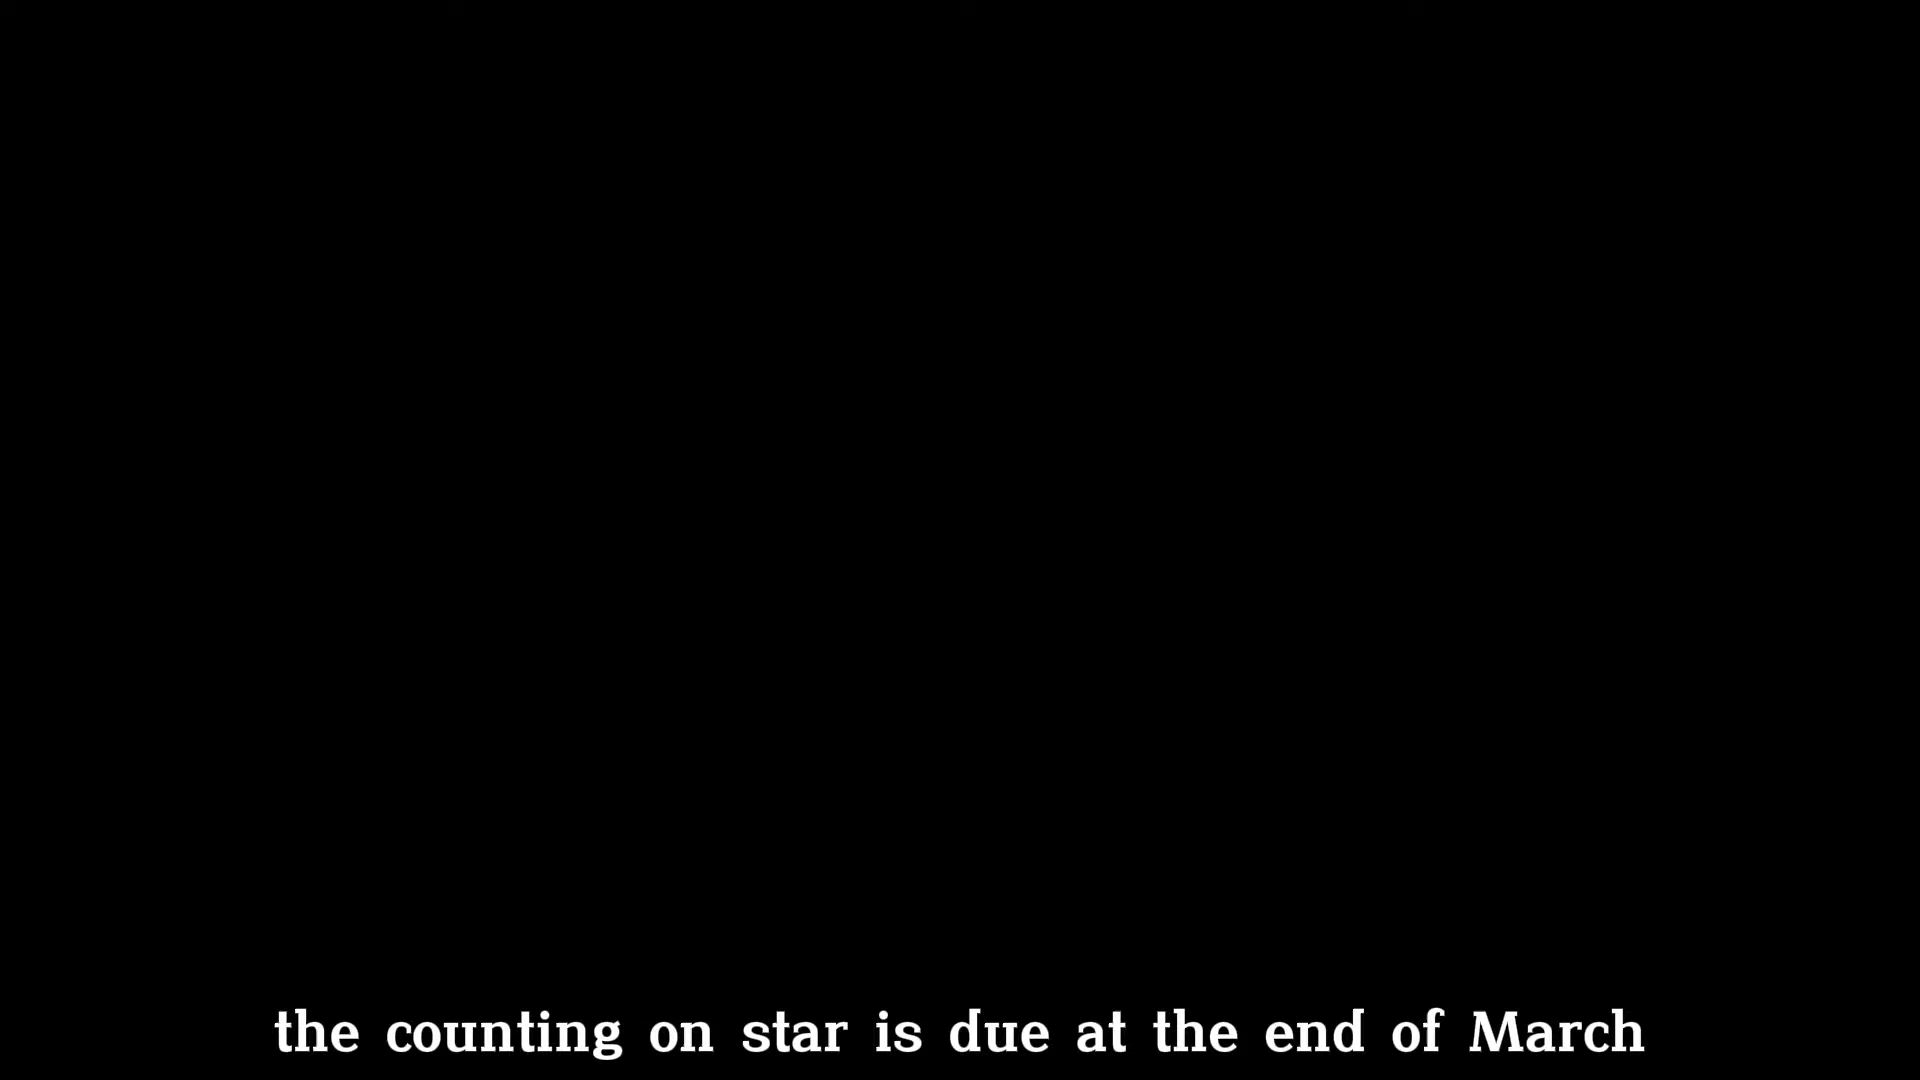 the counting on star is due at the end of March